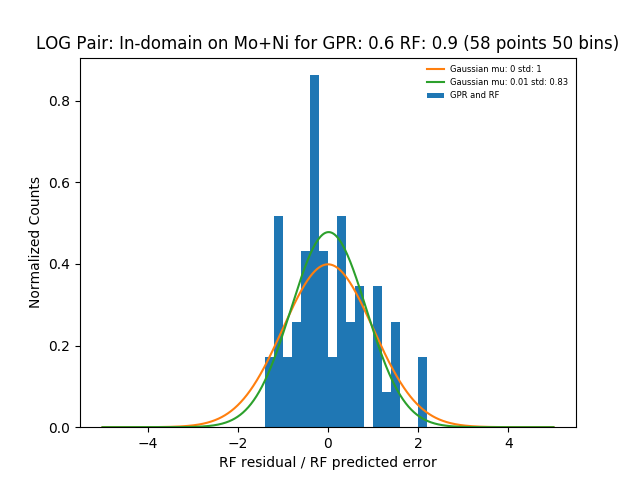 LOG Pair: In-domain on Mo+Ni for GPR: 0.6 RF: 0.9 (58 points 50 bins)
Gaussian mu: 0 std: 1
Gaussian mu: 0.01 std: 0.83
GPR and RF
Normalized Counts
0.8
0.6
0.4
0.2
0.0
−4 −2 0 2 4
RF residual / RF predicted error